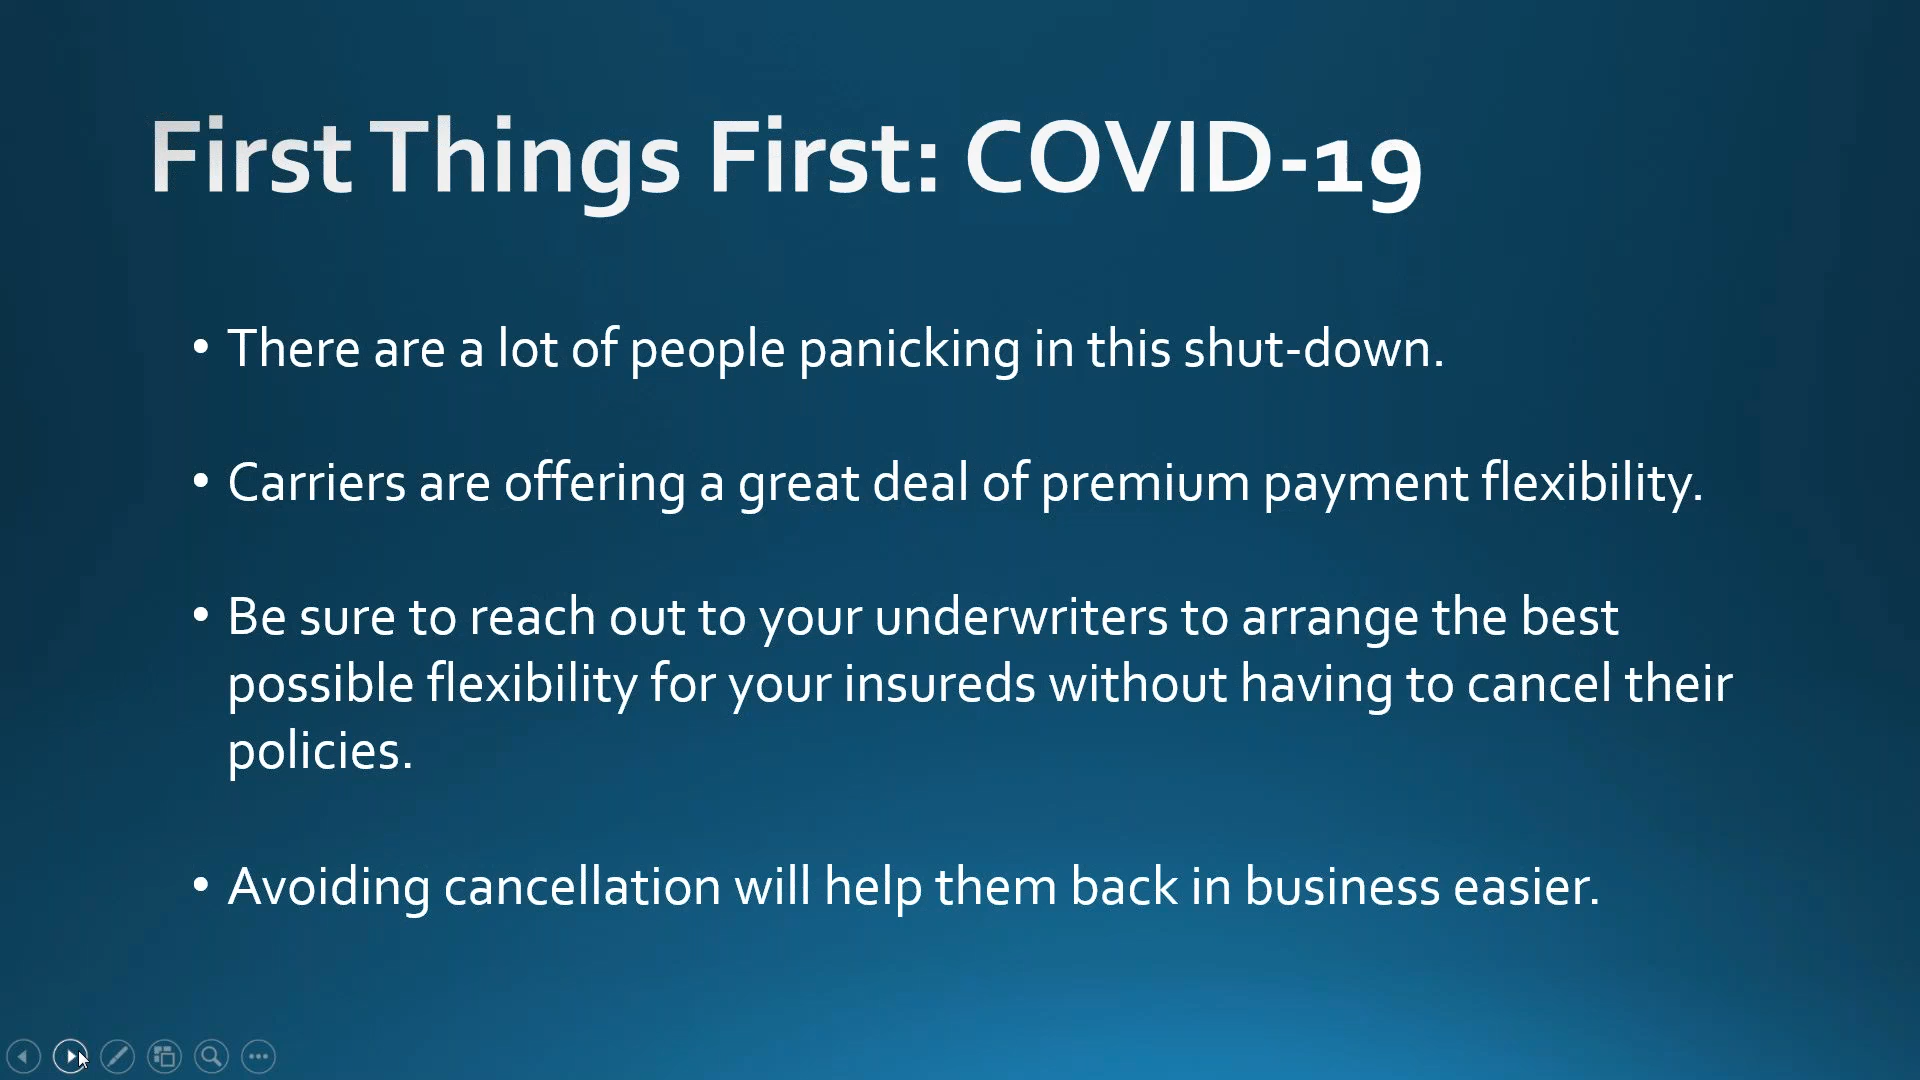 First Things First: COVID-19
• There are a lot of people panicking in this shut-down.
• Carriers are offering a great deal of premium payment flexibility.
• Be sure to reach out to your underwriters to arrange the best
possible flexibility for your insureds without having to cancel their
policies.
• Avoiding cancellation will help them back in business easier.